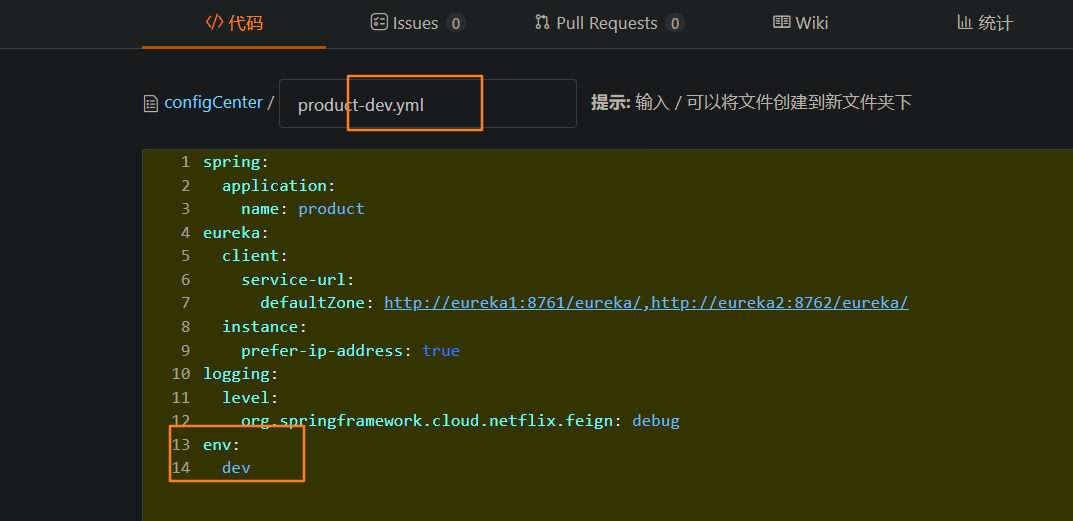 代码 Issues 0 Pull Requests 0 Wiki 统计
configCenter / product-dev.yml 提示: 输入 / 可以将文件创建到新文件夹下
1 spring:
2   application:
3     name: product
4 eureka:
5   client:
6     service-url:
7       defaultZone: http://eureka1:8761/eureka/,http://eureka2:8762/eureka/
8   instance:
9     prefer-ip-address: true
10 logging:
11   level:
12     org.springframework.cloud.netflix.feign: debug
13 env:
14   dev